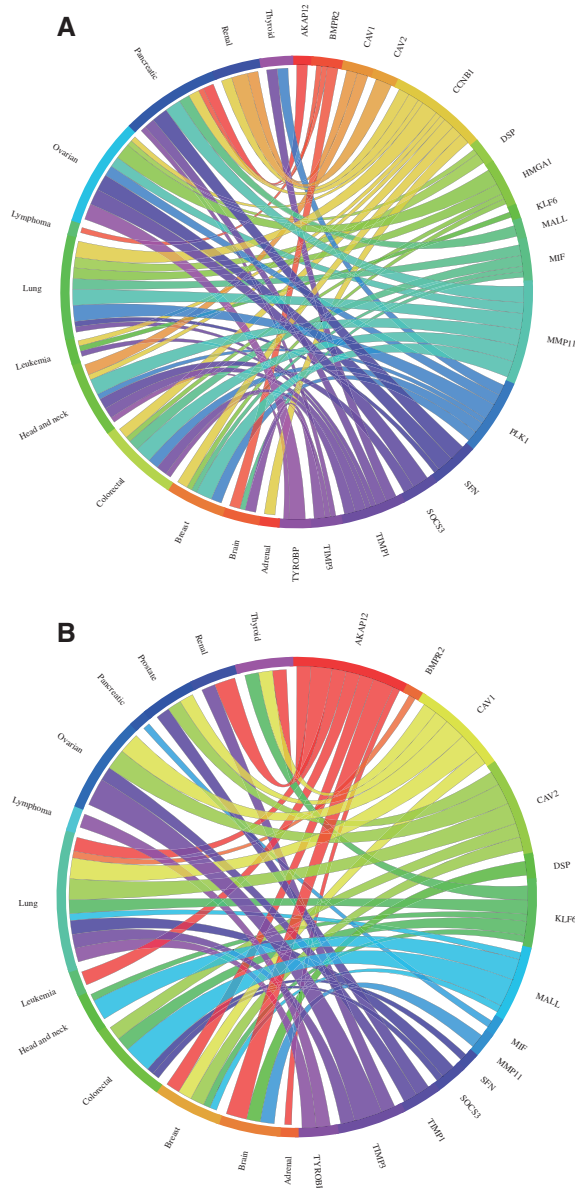 A
Thyroid
AKAP12
BMPR2
CAV1
CAV2
CCNB1
DSP
HMGA1
KLF6
MALL
MIF
MMP11
PLK1
SFN
SOCS3
TIMP1
TIMP3
TYROBP
Adrenal
Brain
Breast
Colorectal
Head and neck
Leukemia
Lung
Lymphoma
Ovarian
Pancreatic
Renal
B
Thyroid
AKAP12
BMPR2
CAV1
CAV2
DSP
KLF6
MALL
MIF
MMP11
SFN
SOCS3
TIMP1
TIMP3
Adrenal
Brain
Breast
Colorectal
Head and neck
Leukemia
Lung
Lymphoma
Ovarian
Pancreatic
Prostate
Renal